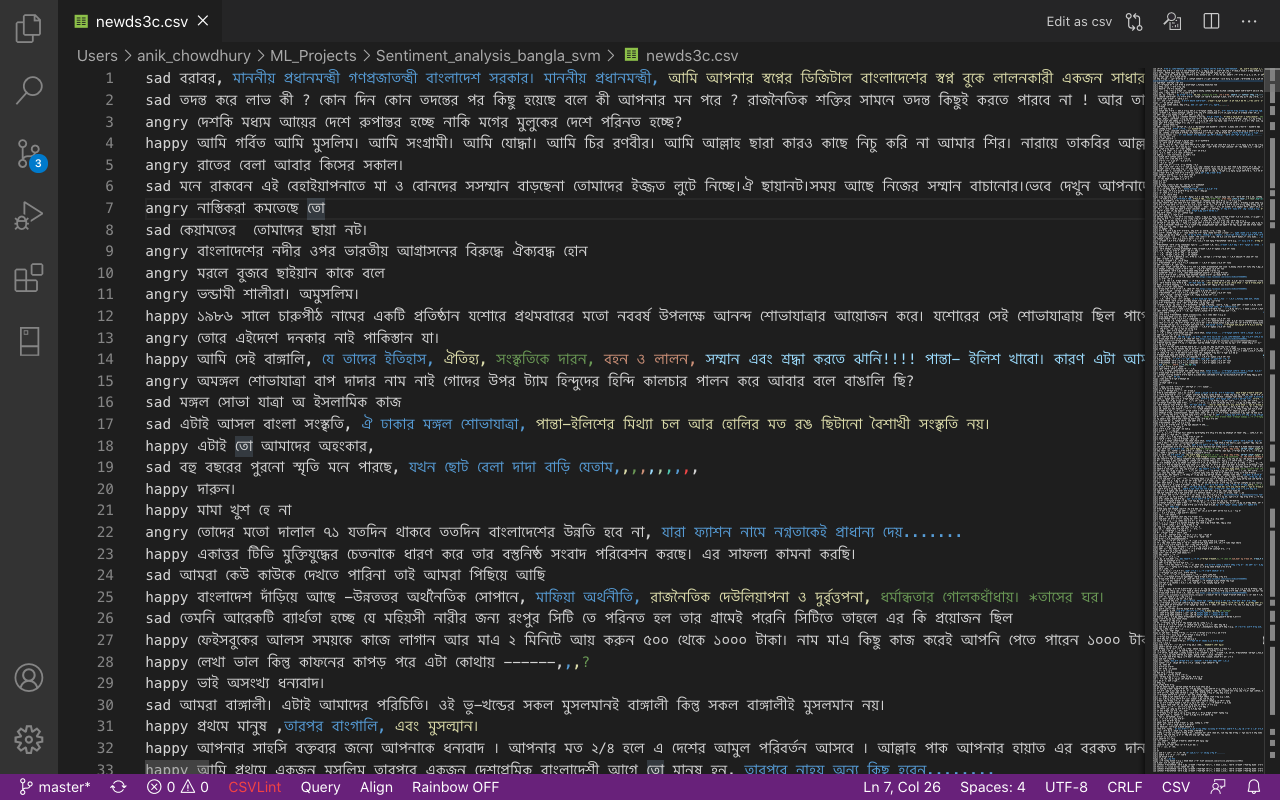 newds3c.csv
Edit as csv
Users > anik_chowdhury > ML_Projects > Sentiment_analysis_bangla_svm > newds3c.csv
1 sad বরাবর, মাননীয় প্রধানমন্ত্রী গণপ্রজাতন্ত্রী বাংলাদেশ সরকার। মাননীয় প্রধানমন্ত্রী, আমি আপনার স্বপ্নের ডিজিটাল বাংলাদেশের স্বপ্ন বুকে লালনকারী একজন সাধার
2 sad তদন্ত করে লাভ কী ? কোন দিন কোন তদন্তের পর কিছু হয়েছে বলে কী আপনার মন পরে ? রাজনৈতিক শক্তির সামনে তদন্ত কিছুই করতে পারবে না ! আর তা
3 angry দেশকি মধ্যম আয়ের দেশে রুপান্তর হচ্ছে নাকি মগের মুলুকের দেশে পরিনত হচ্ছে?
4 happy আমি গর্বিত আমি মুসলিম। আমি সংগ্রামী। আমি যোদ্ধা। আমি চির রণবীর। আমি আল্লাহ ছারা কারও কাছে নিচু করি না আমার শির। নারায়ে তাকবির আল্ল
5 angry রাতের বেলা আবার কিসের সকাল।
6 sad মনে রাকবেন এই বেহাইয়াপনাতে মা ও বোনদের সসম্মান বাড়ছেনা তোমাদের ইজ্জত লুটে নিচ্ছে।ঐ ছায়ানট।সময় আছে নিজের সম্মান বাচানোর।ভেবে দেখুন আপনাদে
7 angry নাস্তিকরা কমতেছে তো
8 sad কেয়ামতের তোমাদের ছায়া নট।
9 angry বাংলাদেশের নদীর ওপর ভারতীয় আগ্রাসনের বিরুদ্ধে ঐক্যবদ্ধ হোন
10 angry মরলে বুজবে ছাইয়ান কাকে বলে
11 angry ভন্ডামী শালীরা। অমুসলিম।
12 happy ১৯৮৬ সালে চারুপীঠ নামের একটি প্রতিষ্ঠান যশোরে প্রথমবারের মতো নববর্ষ উপলক্ষে আনন্দ শোভাযাত্রার আয়োজন করে। যশোরের সেই শোভাযাত্রায় ছিল পাপে
13 angry তোরে এইদেশে দনকার নাই পাকিস্তান যা।
14 happy আমি সেই বাঙ্গালি, যে তাদের ইতিহাস, ঐতিহ্য, সংস্কৃতিকে দারন, বহন ও লালন, সম্মান এবং শ্রদ্ধা করতে ঝানি!!!! পান্তা- ইলিশ খাবো। কারণ এটা আম
15 angry অমঙ্গল শোভাযাত্রা বাপ দাদার নাম নাই গোদের উপর ট্যাম হিন্দুদের হিন্দি কালচার পালন করে আবার বলে বাঙালি ছি?
16 sad মঙ্গল সোভা যাত্রা অ ইসলামিক কাজ
17 sad এটাই আসল বাংলা সংস্কৃতি, ঐ ঢাকার মঙ্গল শোভাযাত্রা, পান্তা-ইলিশের মিথ্যা চল আর হোলির মত রঙ ছিটানো বৈশাখী সংস্কৃতি নয়।
18 happy এটাই তো আমাদের অহংকার,
19 sad বহু বছরের পুরনো স্মৃতি মনে পারছে, যখন ছোট বেলা দাদা বাড়ি যেতাম,,,,,,,,,
20 happy দারুন।
21 happy মামা খুশ হে না
22 angry তোদের মতো দালাল ৭১ যতদিন থাকবে ততদিন বাংলাদেশের উন্নতি হবে না, যারা ফ্যাশন নামে নগ্নতাকেই প্রাধান্য দেয়.......
23 happy একাত্তর টিভি মুক্তিযুদ্ধের চেতনাকে ধারণ করে তার বস্তুনিষ্ঠ সংবাদ পরিবেশন করছে। এর সাফল্য কামনা করছি।
24 sad আমরা কেউ কাউকে দেখতে পারিনা তাই আমরা পিছিয়ে আছি
25 happy বাংলাদেশ দাঁড়িয়ে আছে -উন্নততর অর্থনৈতিক সোপানে, মাফিয়া অর্থনীতি, রাজনৈতিক দেউলিয়াপনা ও দুর্বৃত্তপনা, ধর্মান্ধতার গোলকধাঁধায়। *তাসের ঘর।
26 sad তেমনি আরেকটি ব্যার্থতা হচ্ছে যে মহিয়সী নারীর জন্য রংপুর সিটি তে পরিনত হল তার গ্রামেই পরেনি সিটিতে তাহলে এর কি প্রয়োজন ছিল
27 happy ফেইসবুকের আলস সময়কে কাজে লাগান আর মাএ ২ মিনিটে আয় করুন ৫০০ থেকে ১০০০ টাকা। নাম মাএ কিছু কাজ করেই আপনি পেতে পারেন ১০০০ টাক
28 happy লেখা ভাল কিন্তু কাফনের কাপড় পরে এটা কোথায় ------,,,?
29 happy ভাই অসংখ্য ধন্যবাদ।
30 sad আমরা বাঙ্গালী। এটাই আমাদের পরিচিতি। ওই ভু-খন্ডের সকল মুসলমানই বাঙ্গালী কিন্তু সকল বাঙ্গালীই মুসলমান নয়।
31 happy প্রথমে মানুষ ,তারপর বাংগালি, এবং মুসল্মান।
32 happy আপনার সাহসি বক্তব্যর জন্যে আপনাকে ধন্যবাদ । আপনার মত ২/৪ হলে এ দেশের আমুল পরিবর্তন আসবে । আল্লাহ পাক আপনার হায়াত এর বরকত দান
33 happy আমি প্রথমে একজন মুসলিম তারপরে একজন দেশপ্রেমিক বাংলাদেশী আগে তো মানুষ হন, তারপরে নাহয় অন্য কিছু হবেন........
3
master* 0 0 CSVLint Query Align Rainbow OFF Ln 7, Col 26 Spaces: 4 UTF-8 CRLF CSV